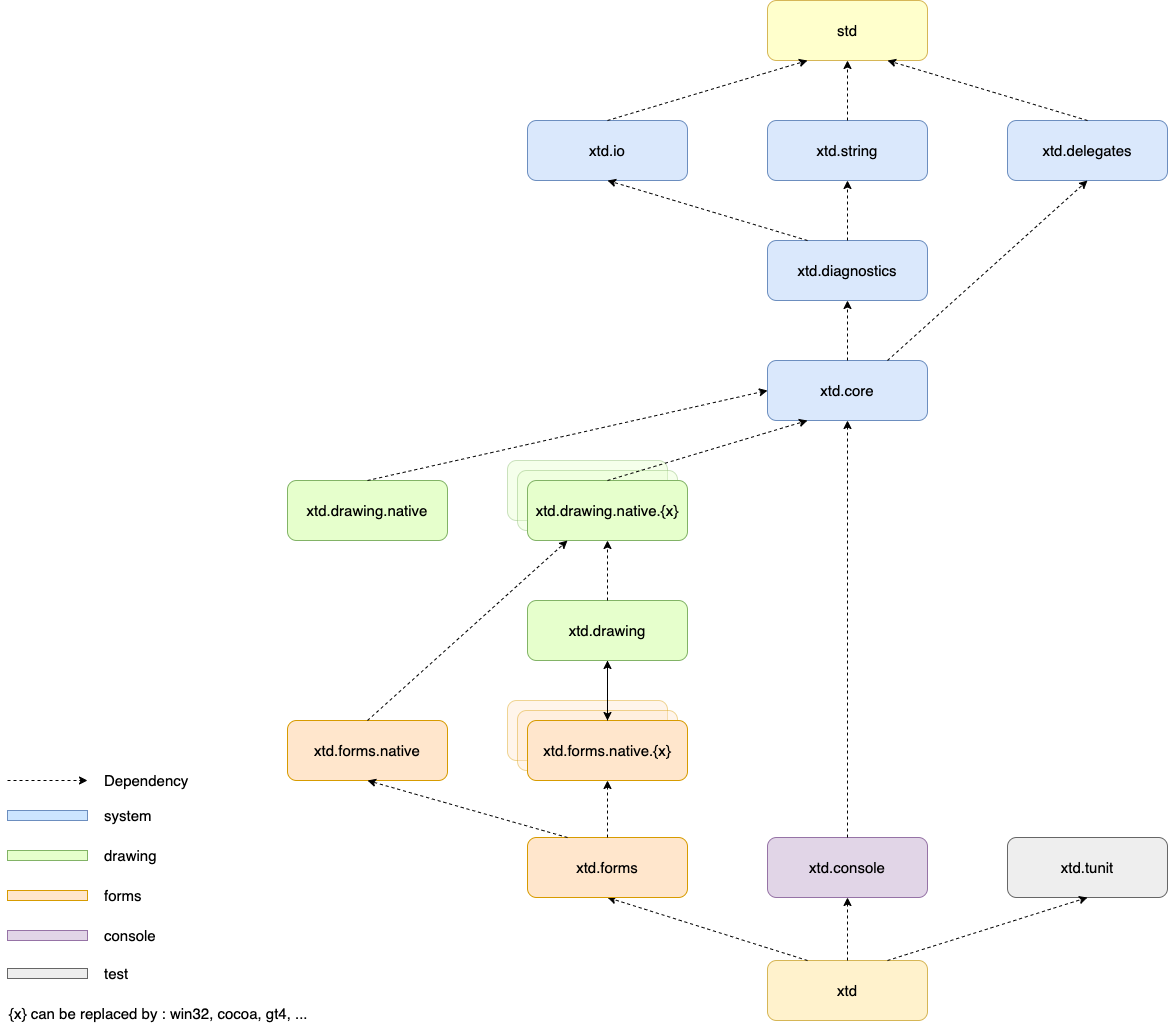 std
xtd.io
xtd.string
xtd.delegates
xtd.diagnostics
xtd.core
xtd.drawing.native
xtd.drawing.native.{x}
xtd.drawing
xtd.forms.native
xtd.forms.native.{x}
Dependency
system
drawing
forms
console
test
{x} can be replaced by : win32, cocoa, gt4, ...
xtd.forms
xtd.console
xtd.tunit
xtd